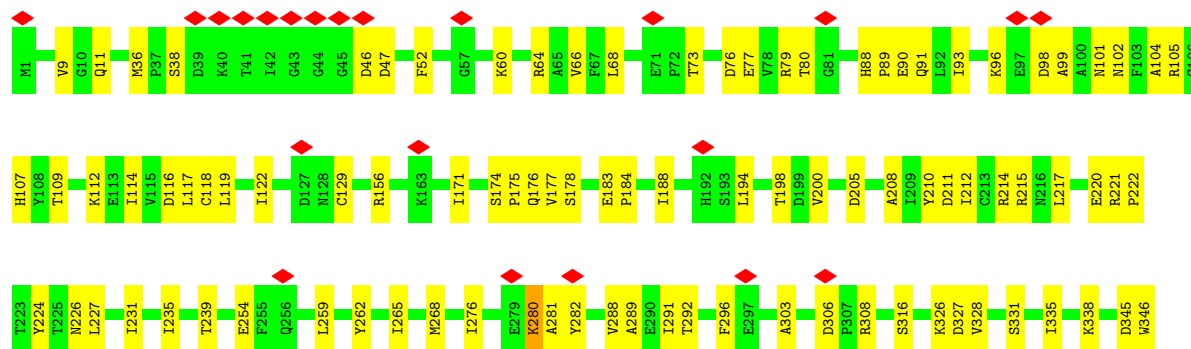 M1 V9 G10 Q11 M36 P37 S38 D39 K40 T41 I42 G43 G44 G45 D46 D47 F52 G57 K60 R64 A65 V66 F67 L68 E71 P72 T73 D76 E77 V78 R79 T80 G81 H88 P89 E90 Q91 L92 I93 K96 E97 D98 A99 A100 N101 N102 F103 A104 R105
H107 Y108 T109 K112 E113 I114 V115 D116 L117 C118 L119 I122 D127 N128 C129 R156 K163 I171 S174 P175 Q176 V177 S178 E183 P184 I188 H192 S193 L194 T198 D199 V200 D205 A208 I209 Y210 D211 I212 C213 R214 R215 N216 L217 E220 R221 P222
T223 Y224 T225 N226 L227 I231 I235 T239 E254 F255 Q256 L259 Y262 I265 M268 I276 E279 K280 A281 Y282 V288 A289 E290 I291 T292 F296 E297 A303 D306 P307 R308 S316 K326 D327 V328 S331 I335 K338 D345 W346